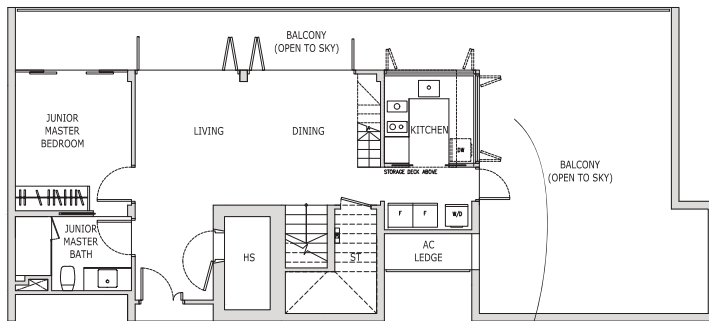 BALCONY
(OPEN TO SKY)
JUNIOR
MASTER
BEDROOM
LIVING
DINING
KITCHEN
DW
STORAGE DECK ABOVE
BALCONY
(OPEN TO SKY)
F
F
W/D
JUNIOR
MASTER
BATH
HS
ST
AC
LEDGE